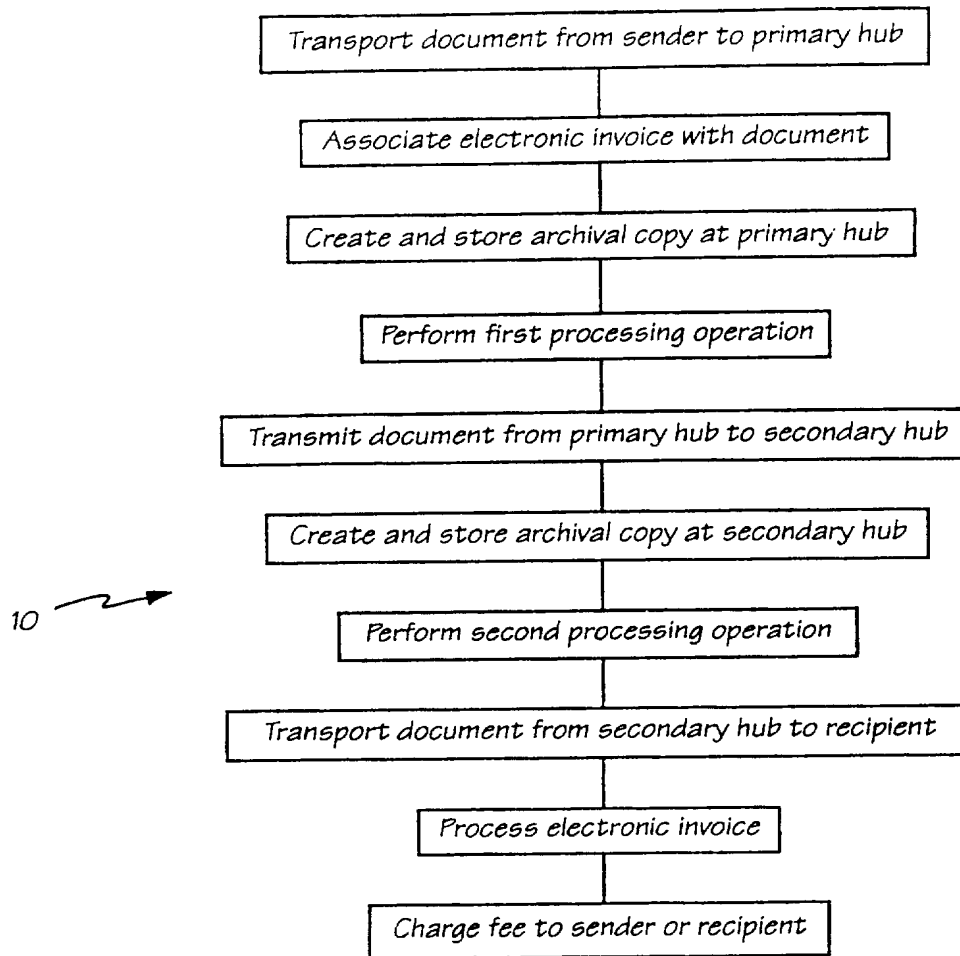 Transport document from sender to primary hub
Associate electronic invoice with document
Create and store archival copy at primary hub
Perform first processing operation
Transmit document from primary hub to secondary hub
Create and store archival copy at secondary hub
10
Perform second processing operation
Transport document from secondary hub to recipient
Process electronic invoice
Charge fee to sender or recipient